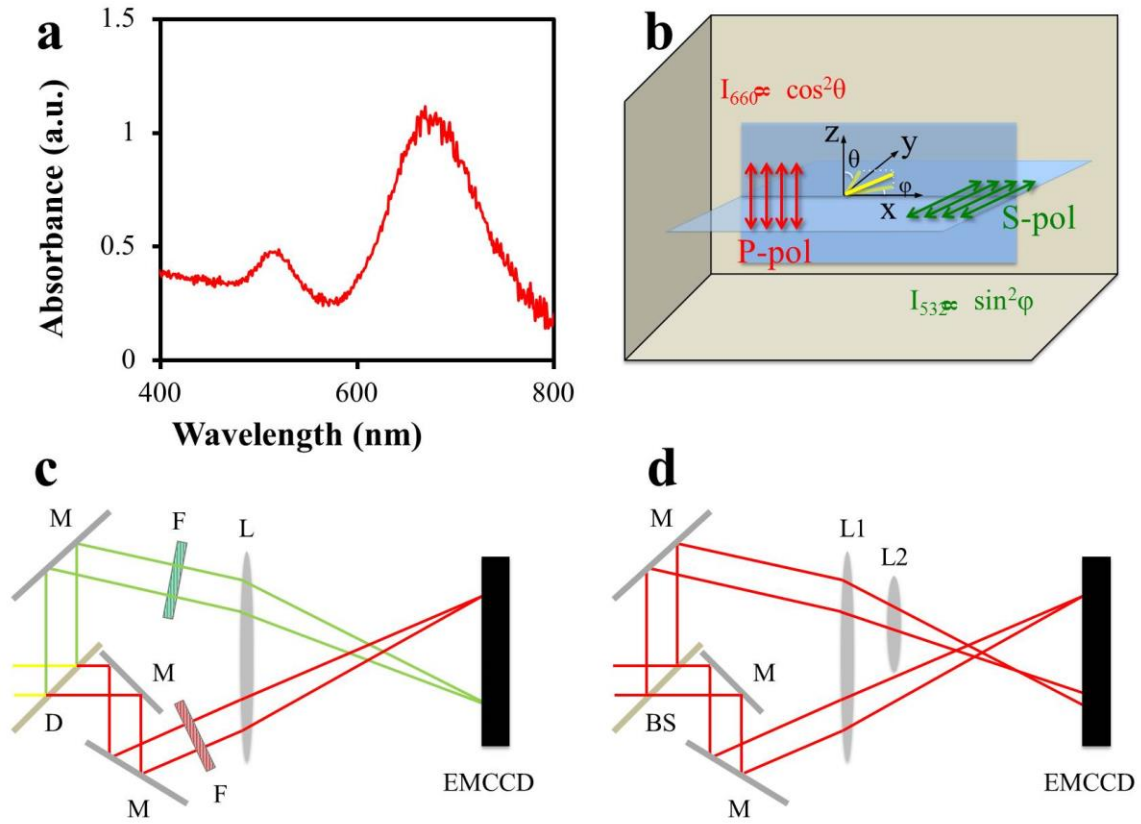 a
1.5
1
0.5
0
400
600
800
Absorbance (a.u.)
Wavelength (nm)
b
I₆₆₀∝ cos²θ
z
y
θ
φ
x
P-pol
S-pol
I₅₃₂∝ sin²φ
c
M
F
L
M
D
M
F
EMCCD
d
M
L1
L2
M
BS
M
EMCCD